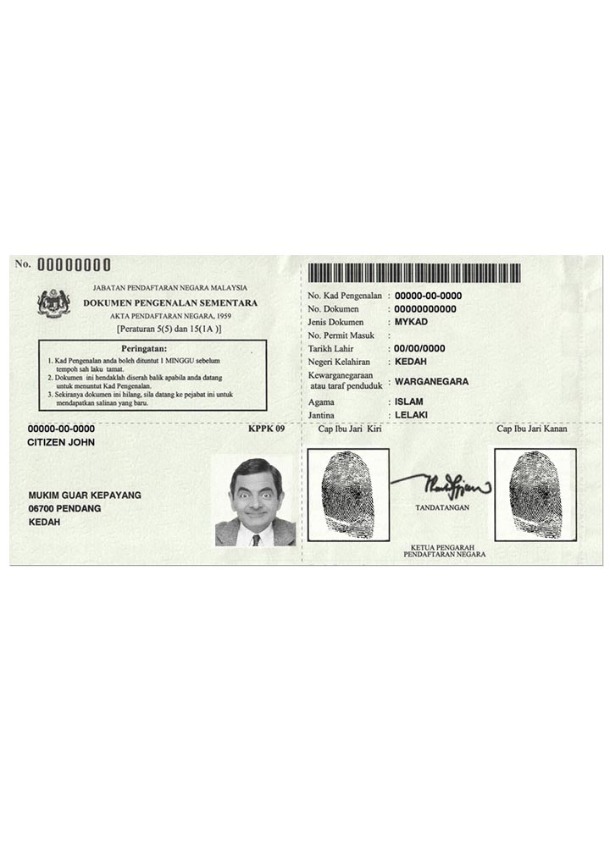 No. 00000000
JABATAN PENDAFTARAN NEGARA MALAYSIA
DOKUMEN PENGENALAN SEMENTARA
AKTA PENDAFTARAN NEGARA, 1959
[Peraturan 5(5) dan 15(1A )]
Peringatan:
1. Kad Pengenalan anda boleh dituntut 1 MINGGU sebelum
tempoh sah laku tamat.
2. Dokumen ini hendaklah diserah balik apabila anda datang
untuk menuntut Kad Pengenalan.
3. Sekiranya dokumen ini hilang, sila datang ke pejabat ini untuk
mendapatkan salinan yang baru.
No. Kad Pengenalan : 00000-00-0000
No. Dokumen : 00000000000
Jenis Dokumen : MYKAD
No. Permit Masuk :
Tarikh Lahir : 00/00/0000
Negeri Kelahiran : KEDAH
Kewarganegaraan
atau taraf penduduk : WARGANEGARA
Agama : ISLAM
Jantina : LELAKI
00000-00-0000 KPPK 09
CITIZEN JOHN
MUKIM GUAR KEPAYANG
06700 PENDANG
KEDAH
Cap Ibu Jari Kiri Cap Ibu Jari Kanan
TANDATANGAN
KETUA PENGARAH
PENDAFTARAN NEGARA